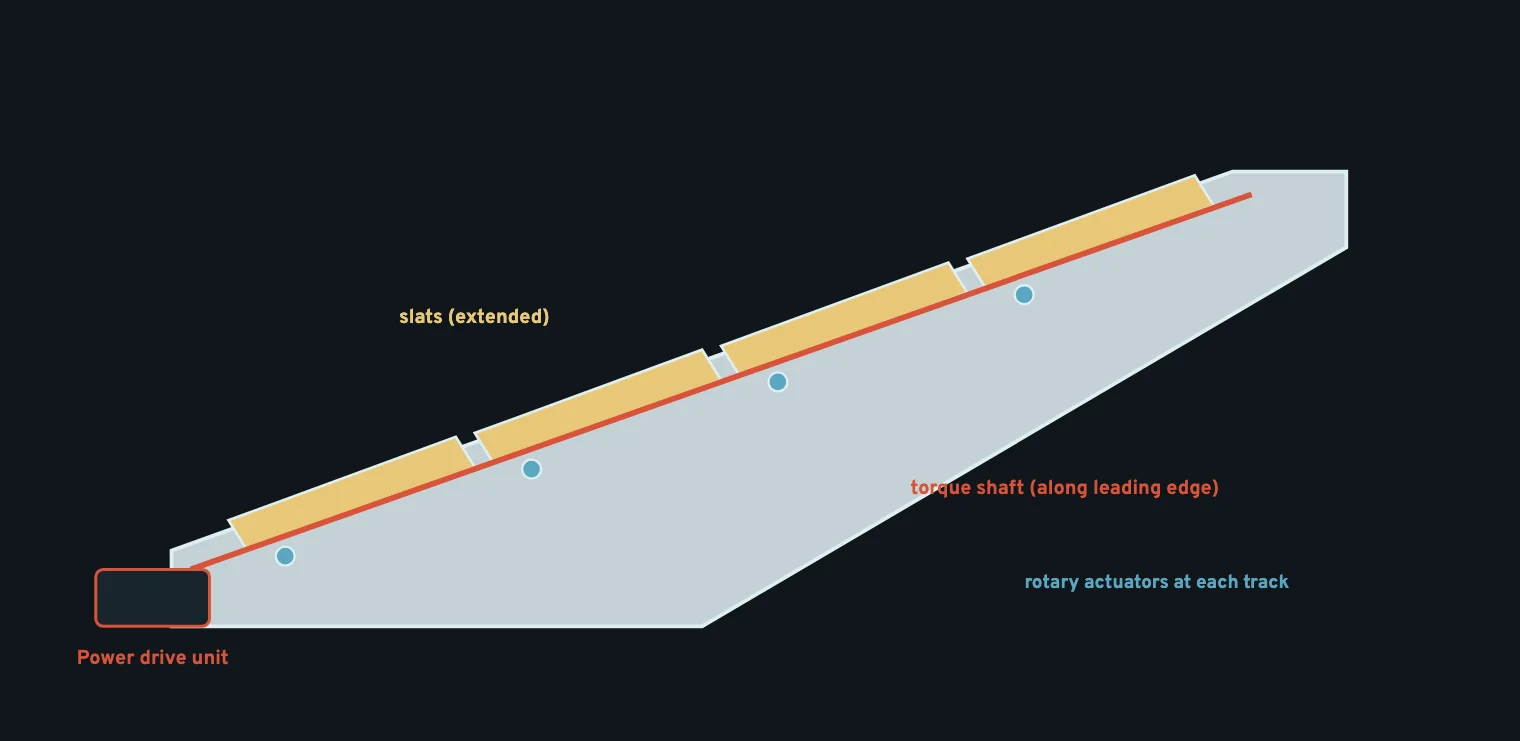 slats (extended)
torque shaft (along leading edge)
rotary actuators at each track
Power drive unit